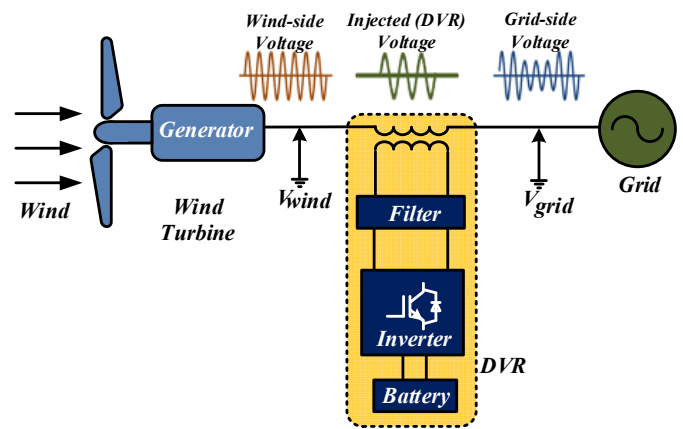 Wind-side
Voltage
Injected (DVR)
Voltage
Grid-side
Voltage
Generator
Wind
Wind
Turbine
Vwind
Vgrid
Grid
Filter
Inverter
DVR
Battery